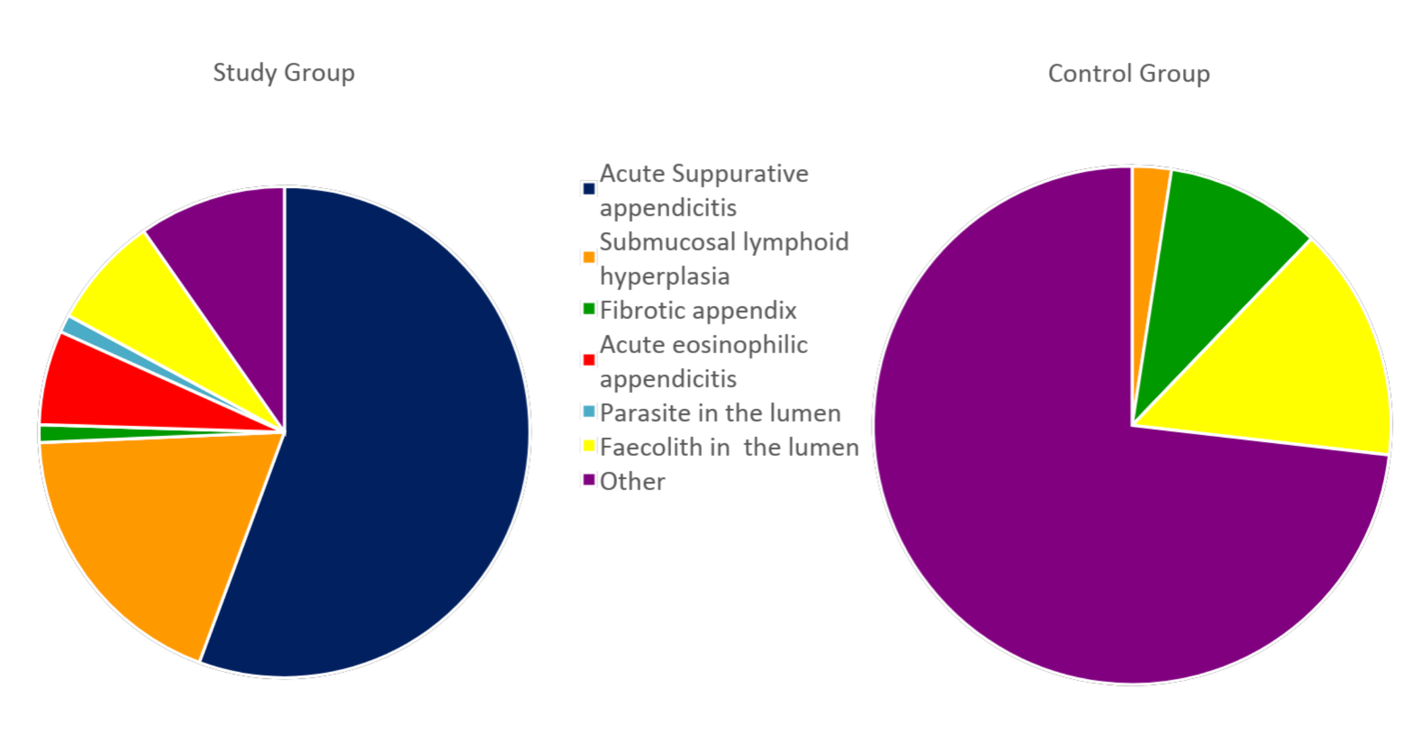 Study Group
Control Group
Acute Suppurative
appendicitis
Submucosal lymphoid
hyperplasia
Fibrotic appendix
Acute eosinophilic
appendicitis
Parasite in the lumen
Faecolith in  the lumen
Other